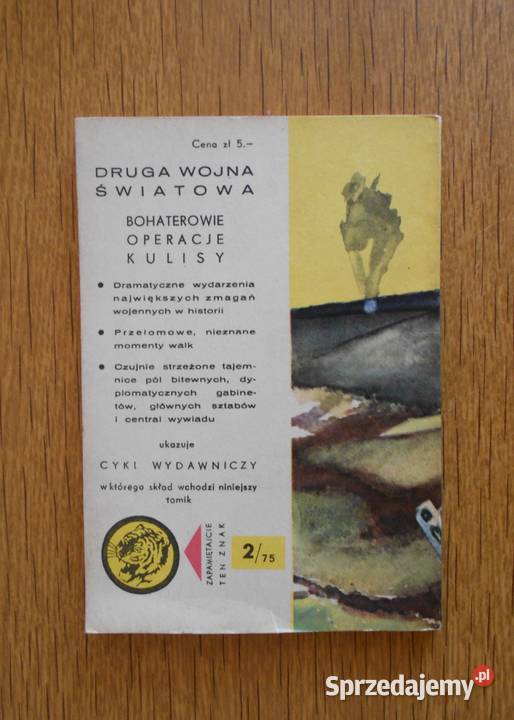 Cena zł 5.–
DRUGA WOJNA
ŚWIATOWA
BOHATEROWIE
OPERACJE
KULISY
● Dramatyczne wydarzenia
największych zmagań
wojennych w historii
● Przełomowe, nieznane
momenty walk
● Czujnie strzeżone tajem-
nice pól bitewnych, dy-
plomatycznych gabine-
tów, głównych sztabów
i central wywiadu
ukazuje
CYKL WYDAWNICZY
w którego skład wchodzi niniejszy
tomik
ZAPAMIĘTAJCIE
TEN ZNAK
2/75
Sprzedajemy.pl